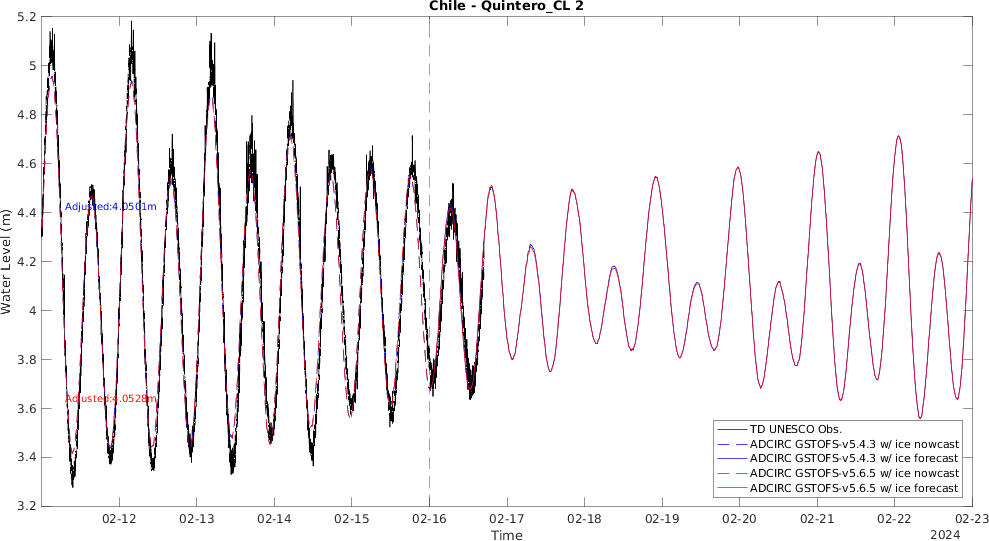 Chile - Quintero_CL 2
5.2
5
4.8
4.6
4.4
4.2
4
3.8
3.6
3.4
3.2
Water Level (m)
Adjusted:4.0501m
Adjusted:4.0528m
TD UNESCO Obs.
ADCIRC GSTOFS-v5.4.3 w/ ice nowcast
ADCIRC GSTOFS-v5.4.3 w/ ice forecast
ADCIRC GSTOFS-v5.6.5 w/ ice nowcast
ADCIRC GSTOFS-v5.6.5 w/ ice forecast
02-12 02-13 02-14 02-15 02-16 02-17 02-18 02-19 02-20 02-21 02-22 02-23
Time
2024